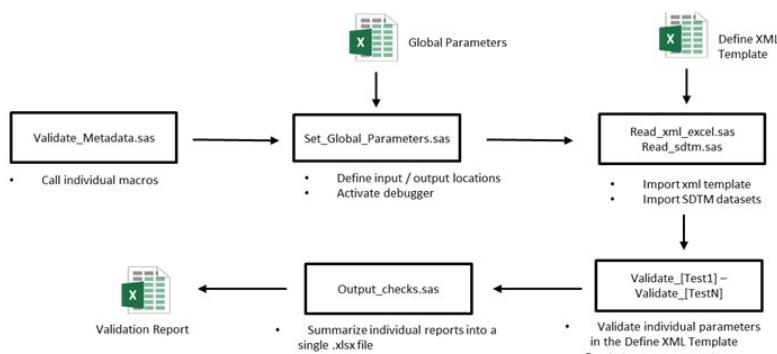 Global Parameters
Define XML
Template
Validate_Metadata.sas
Set_Global_Parameters.sas
Read_xml_excel.sas
Read_sdtm.sas
• Call individual macros
• Define input / output locations
• Activate debugger
• Import xml template
• Import SDTM datasets
Validation Report
Output_checks.sas
Validate_[Test1] –
Validate_[TestN]
• Summarize individual reports into a
single .xlsx file
• Validate individual parameters
in the Define XML Template